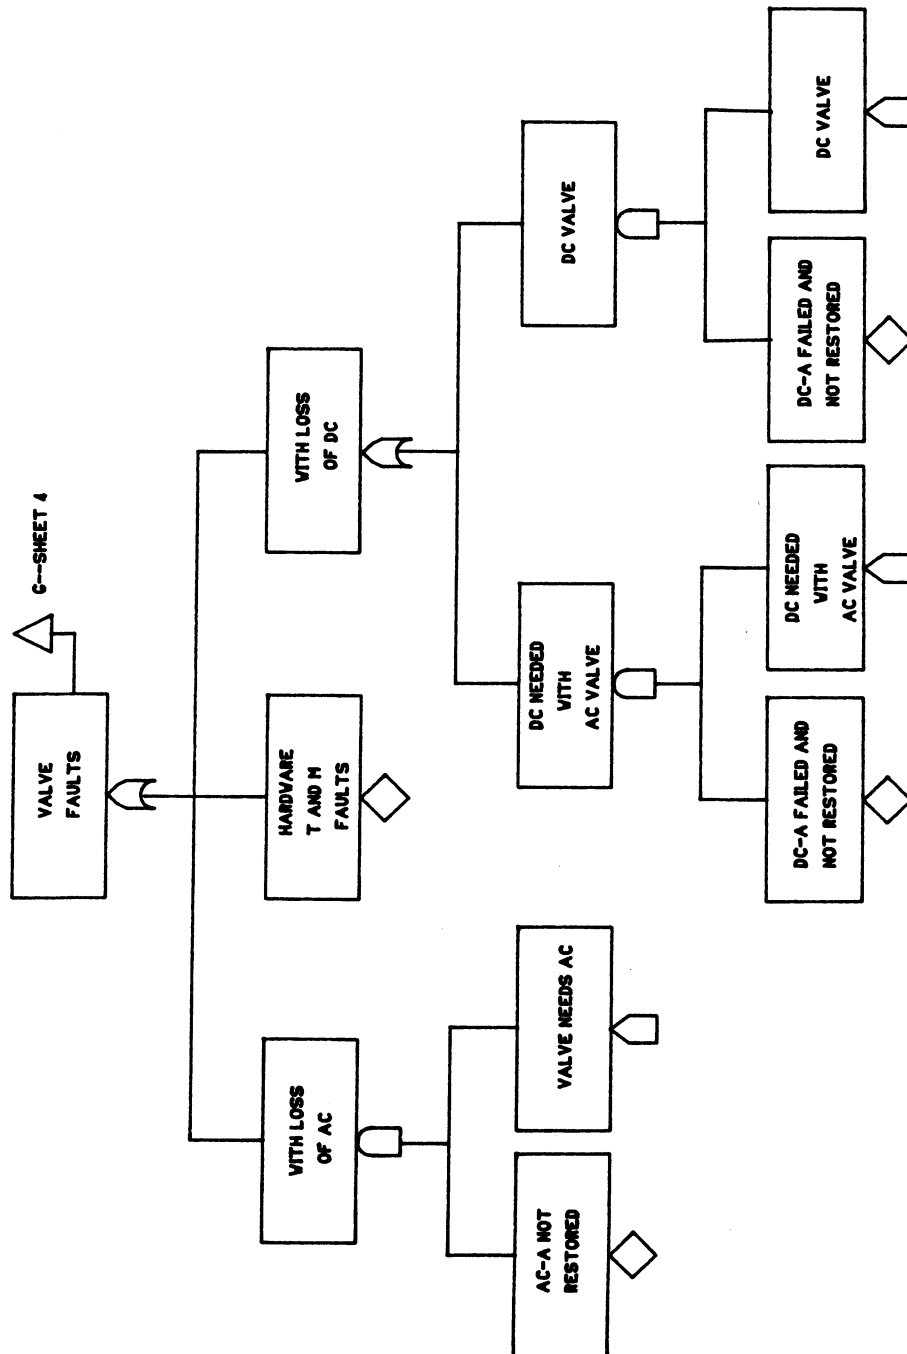 G--SHEET 4
VALVE
FAULTS
WITH LOSS
OF AC
HARDWARE
T AND M
FAULTS
WITH LOSS
OF DC
AC-A NOT
RESTORED
VALVE NEEDS AC
DC NEEDED
WITH
AC VALVE
DC VALVE
DC-A FAILED AND
NOT RESTORED
DC NEEDED
WITH
AC VALVE
DC-A FAILED AND
NOT RESTORED
DC VALVE